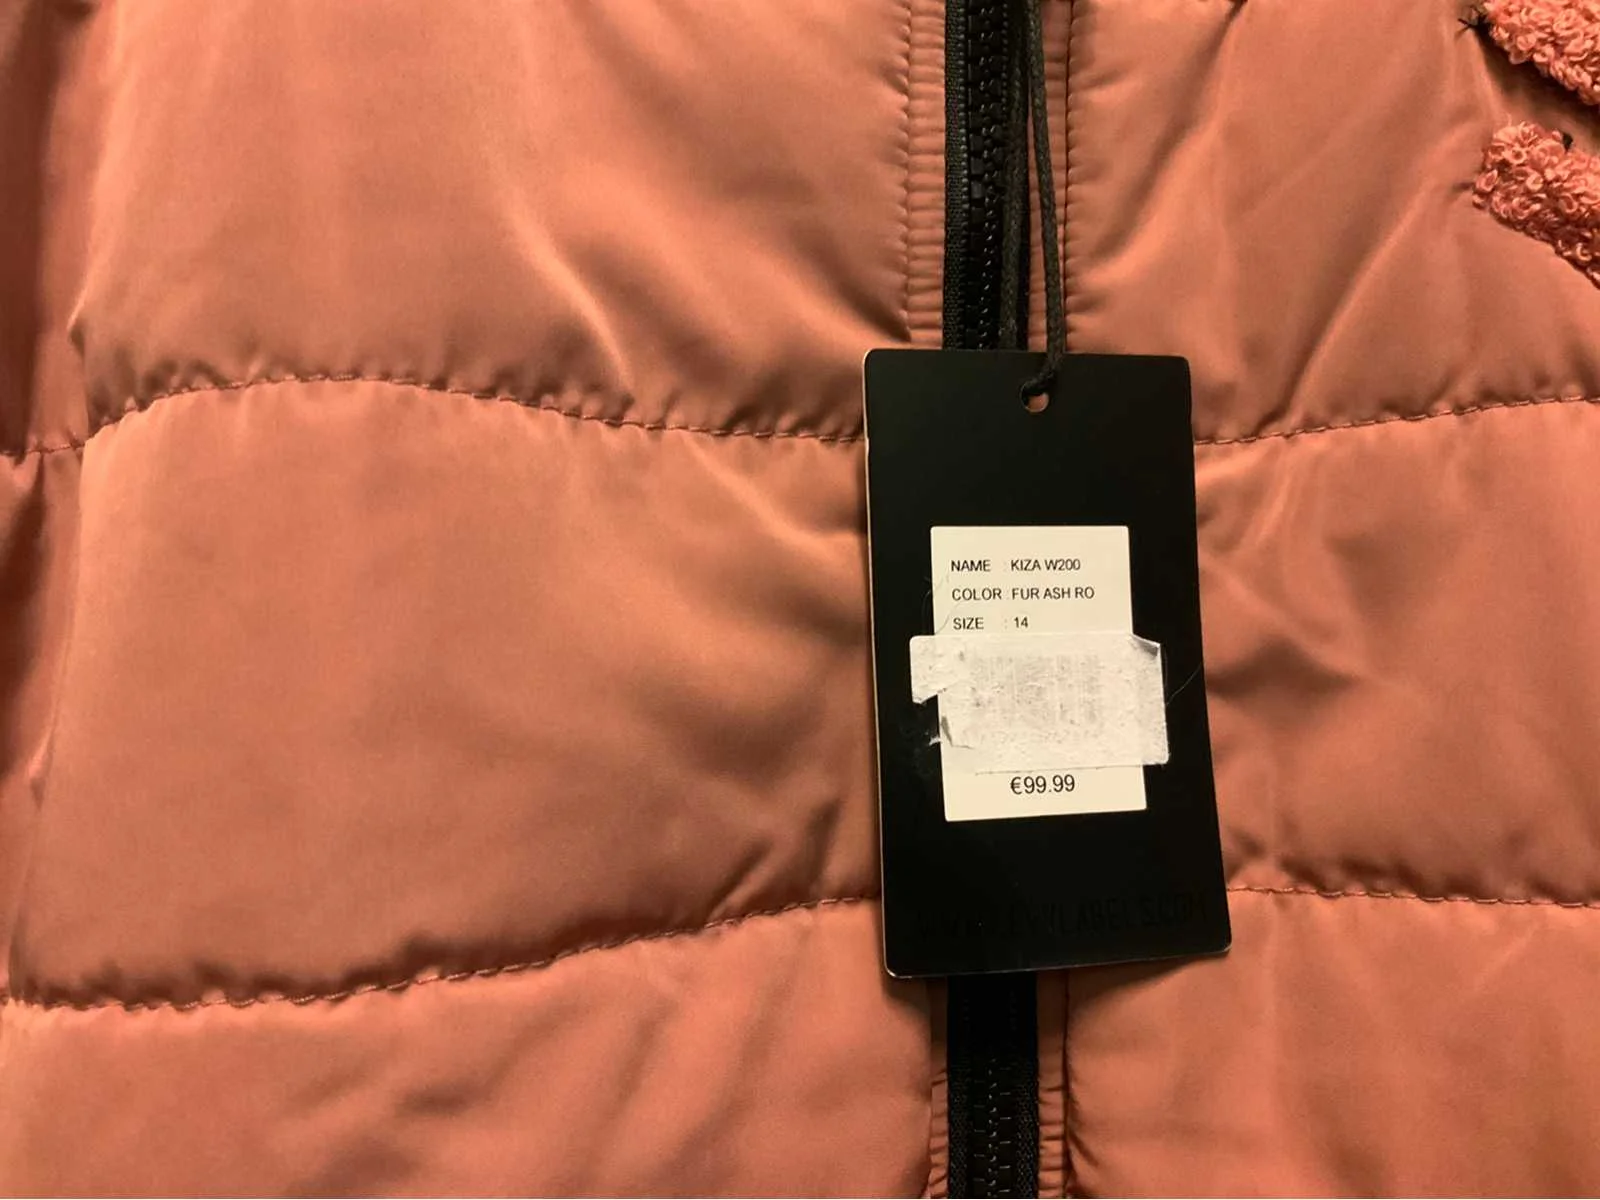 NAME : KIZA W200
COLOR : FUR ASH RO
SIZE : 14
€99.99